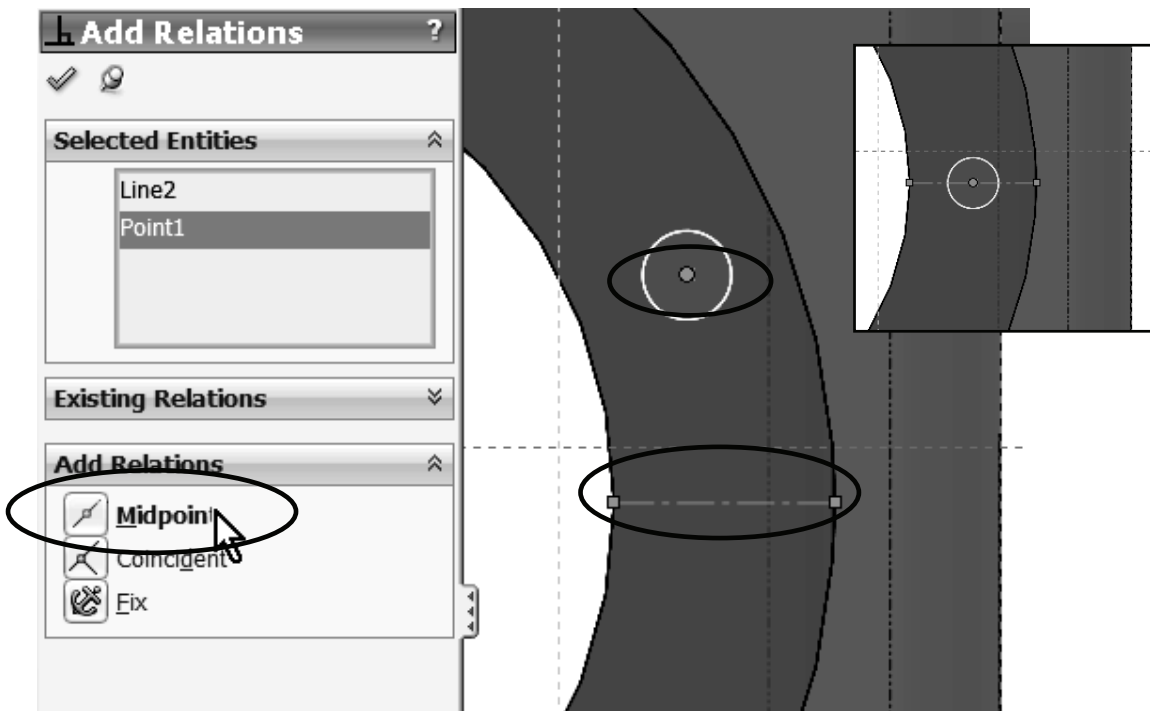 Add Relations ?
Selected Entities
Line2
Point1
Existing Relations
Add Relations
Midpoint
Coincident
Fix